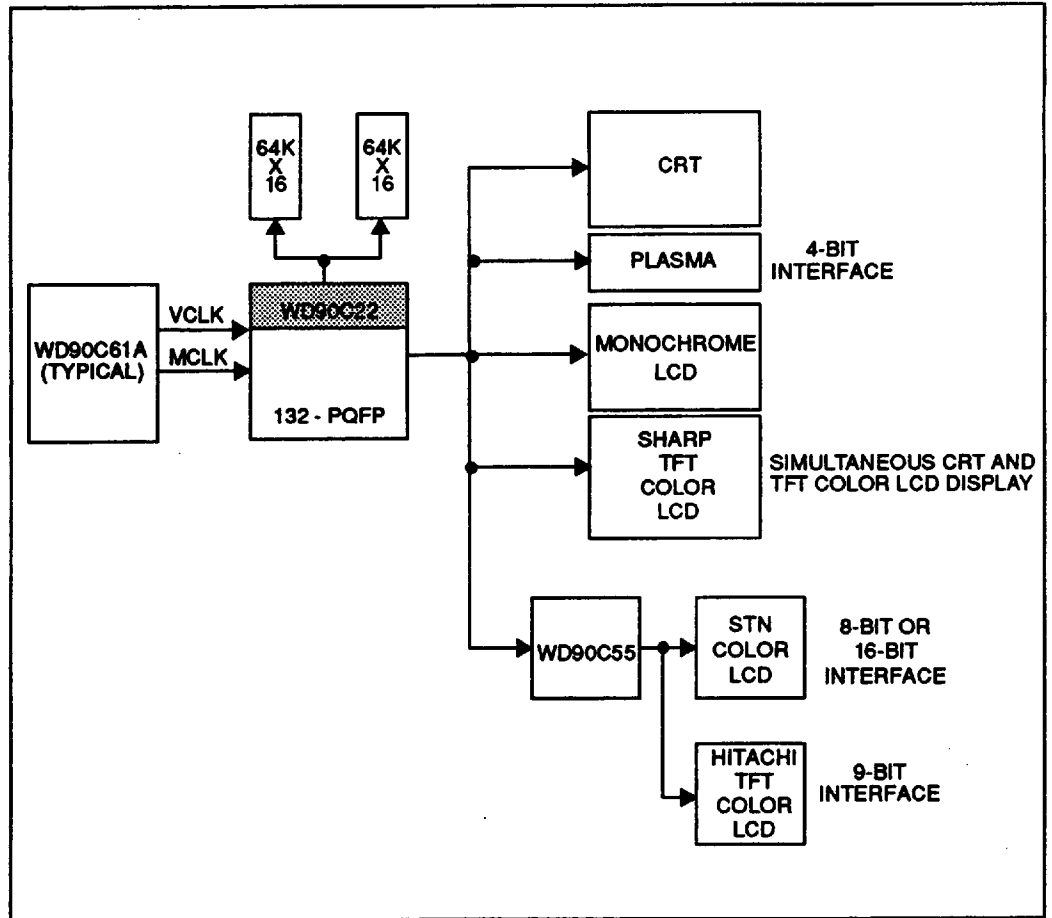 64K
X
16
64K
X
16
CRT
PLASMA
4-BIT
INTERFACE
WD90C61A
(TYPICAL)
VCLK
MCLK
WD90C22
132 - PQFP
MONOCHROME
LCD
SHARP
TFT
COLOR
LCD
SIMULTANEOUS CRT AND
TFT COLOR LCD DISPLAY
WD90C55
STN
COLOR
LCD
8-BIT OR
16-BIT
INTERFACE
HITACHI
TFT
COLOR
LCD
9-BIT
INTERFACE